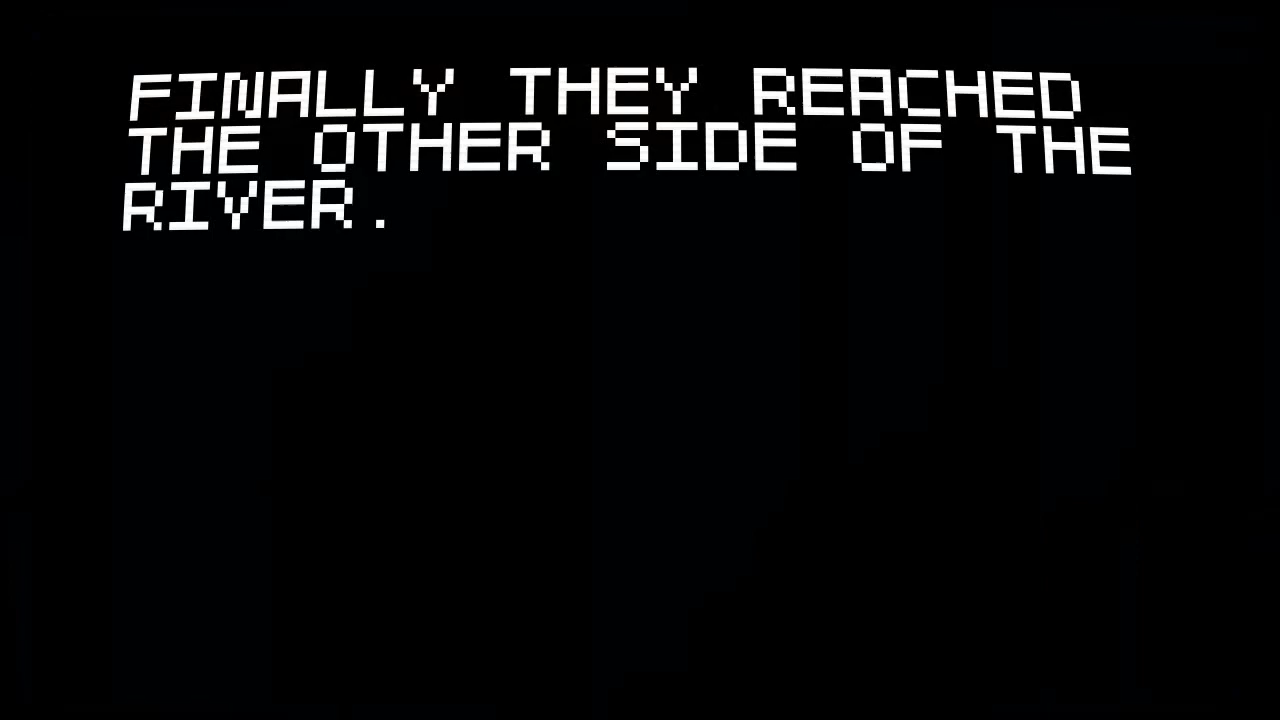 FINALLY THEY REACHED
THE OTHER SIDE OF THE
RIVER.